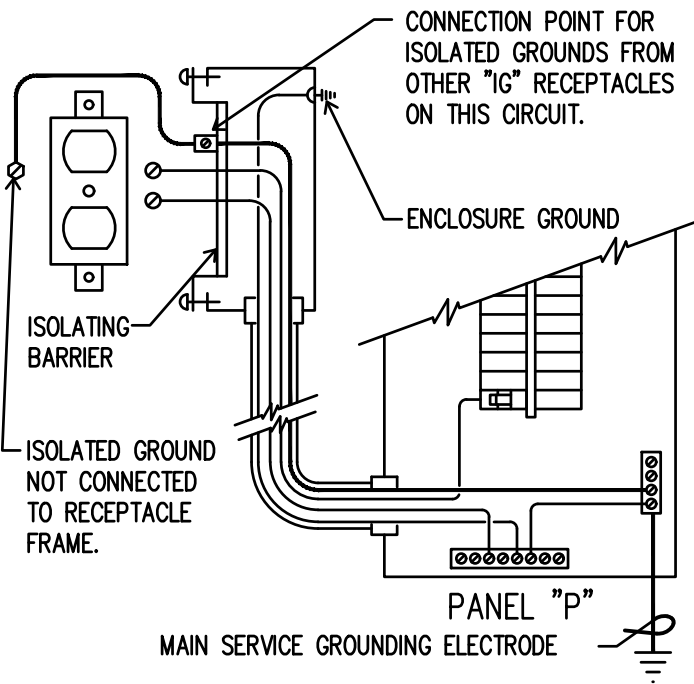 CONNECTION POINT FOR
ISOLATED GROUNDS FROM
OTHER "IG" RECEPTACLES
ON THIS CIRCUIT.
ENCLOSURE GROUND
ISOLATING
BARRIER
ISOLATED GROUND
NOT CONNECTED
TO RECEPTACLE
FRAME.
PANEL "P"
MAIN SERVICE GROUNDING ELECTRODE